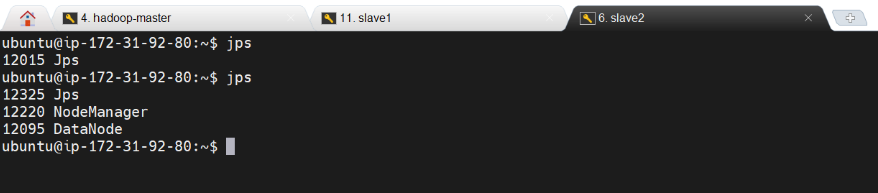 4. hadoop-master
11. slave1
6. slave2
ubuntu@ip-172-31-92-80:~$ jps
12015 Jps
ubuntu@ip-172-31-92-80:~$ jps
12325 Jps
12220 NodeManager
12095 DataNode
ubuntu@ip-172-31-92-80:~$